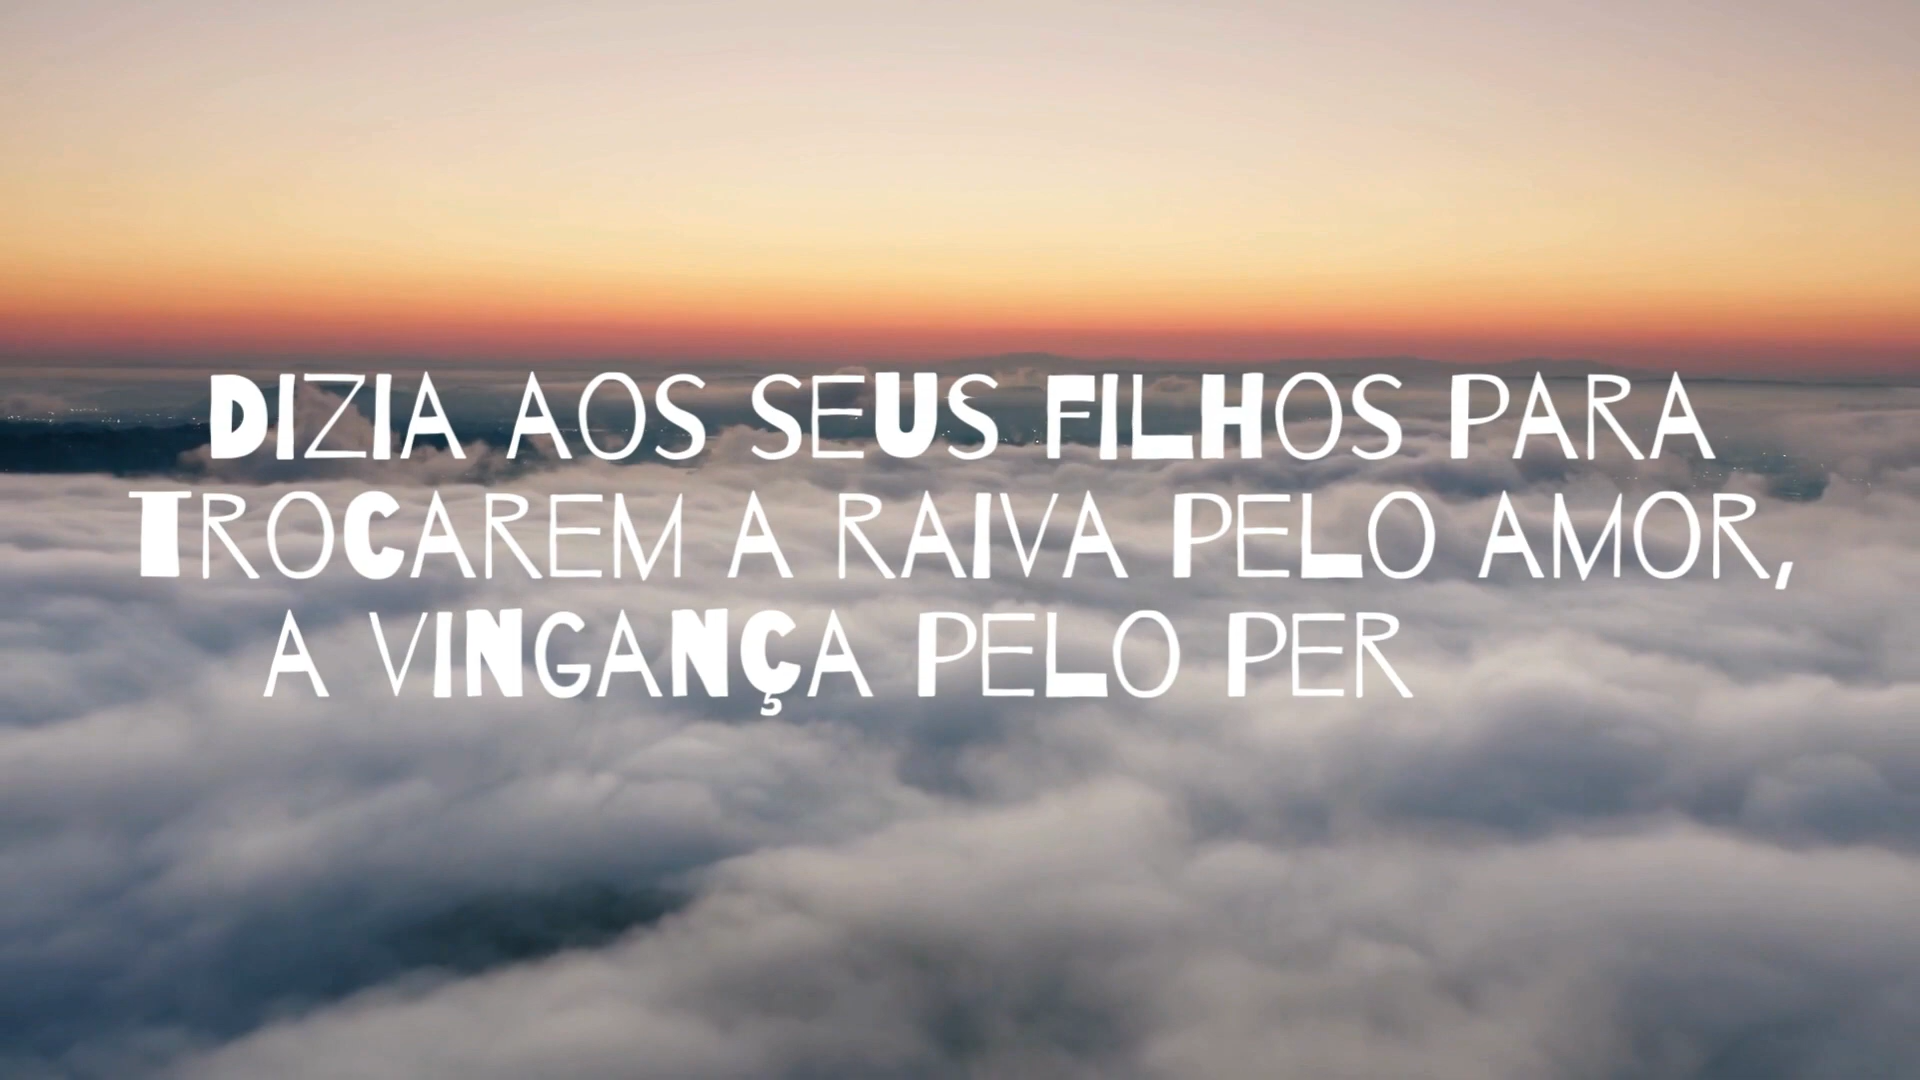 DIZIA AOS SEUS FILHOS PARA
TROCAREM A RAIVA PELO AMOR,
A VINGANÇA PELO PER